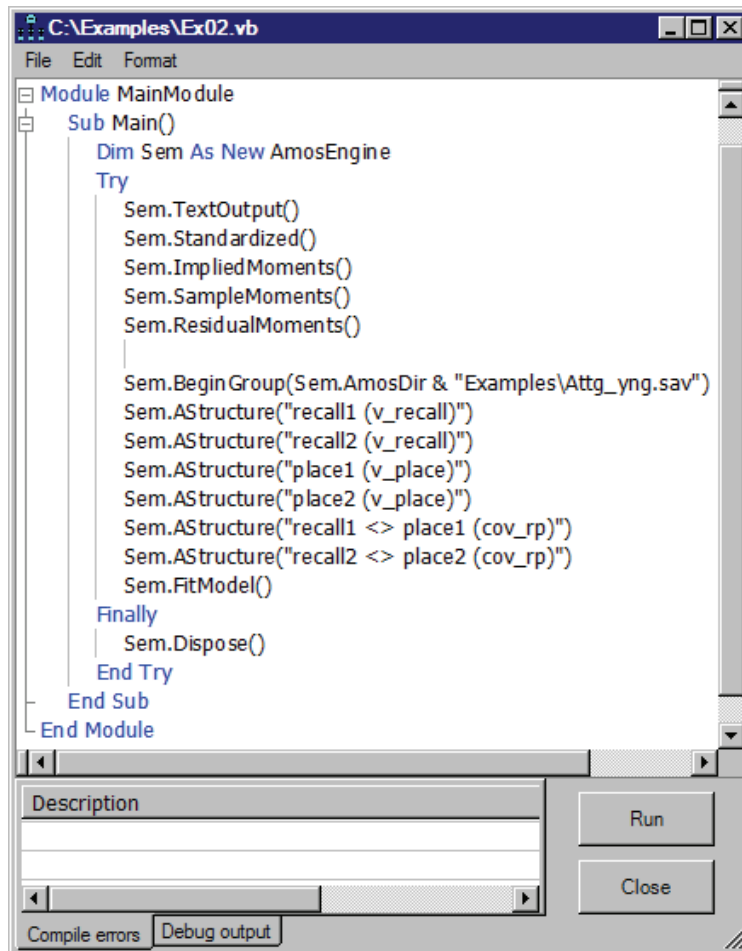 C:\Examples\Ex02.vb
File Edit Format
Module MainModule
Sub Main()
Dim Sem As New AmosEngine
Try
Sem.TextOutput()
Sem.Standardized()
Sem.ImpliedMoments()
Sem.SampleMoments()
Sem.ResidualMoments()
Sem.BeginGroup(Sem.AmosDir & "Examples\Attg_yng.sav")
Sem.AStructure("recall1 (v_recall)")
Sem.AStructure("recall2 (v_recall)")
Sem.AStructure("place1 (v_place)")
Sem.AStructure("place2 (v_place)")
Sem.AStructure("recall1 <> place1 (cov_rp)")
Sem.AStructure("recall2 <> place2 (cov_rp)")
Sem.FitModel()
Finally
Sem.Dispose()
End Try
End Sub
End Module
Description
Run
Close
Compile errors Debug output